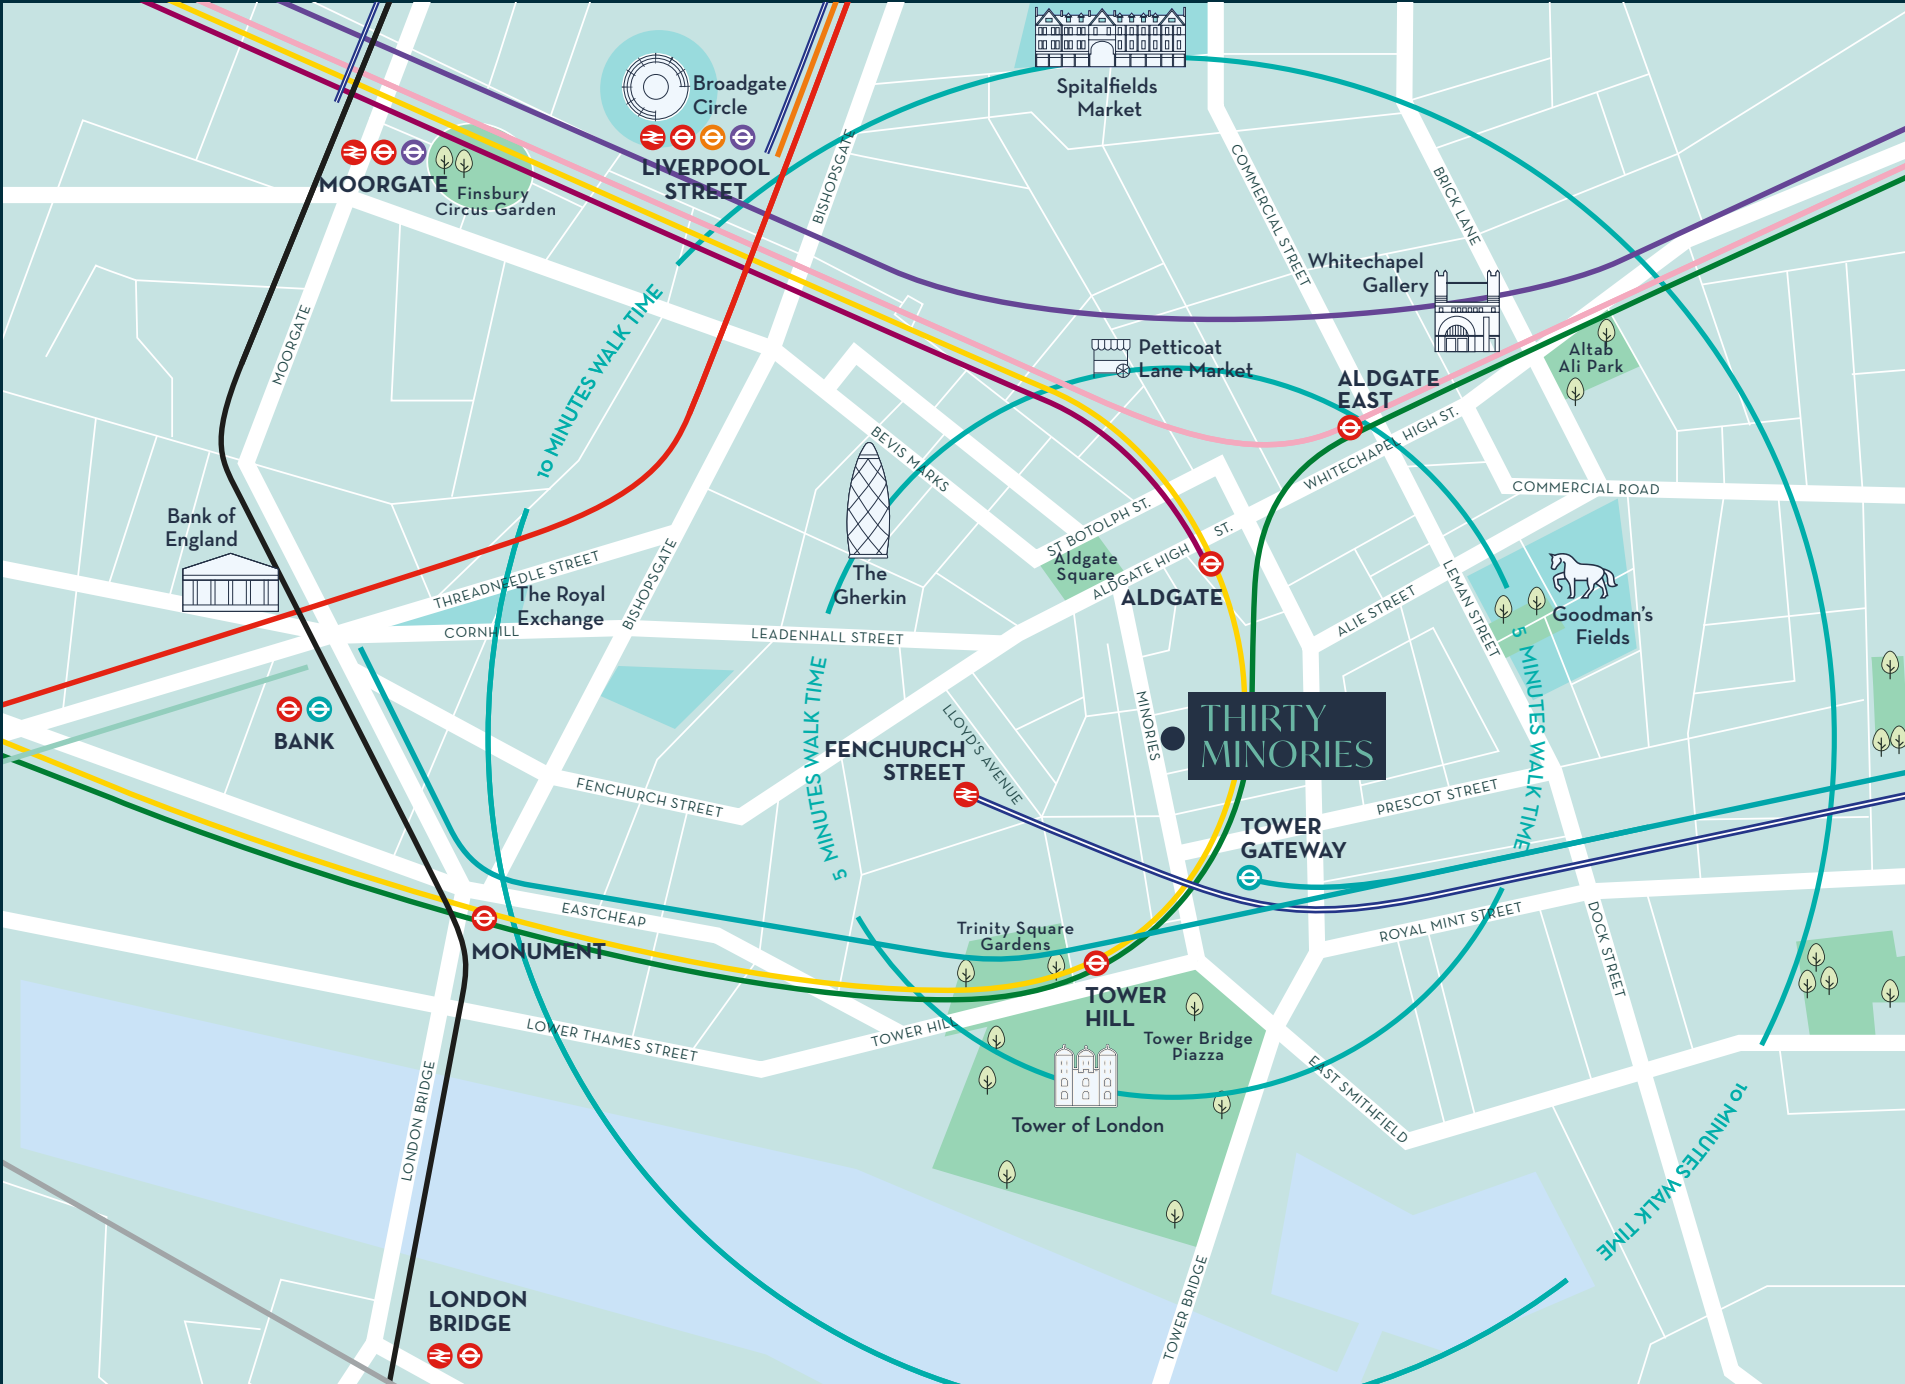 Spitalfields
Market
Broadgate
Circle
LIVERPOOL
STREET
MOORGATE
Finsbury
Circus Garden
BISHOPSGATE
COMMERCIAL STREET
BRICK LANE
Whitechapel
Gallery
MOORGATE
10 MINUTES WALK TIME
Petticoat
Lane Market
Altab
Ali Park
ALDGATE
EAST
WHITECHAPEL HIGH ST.
BEVIS MARKS
COMMERCIAL ROAD
Bank of
England
ST BOTOLPH ST.
Aldgate
Square
ALDGATE HIGH ST.
ALDGATE
THREADNEEDLE STREET
The Royal
Exchange
CORNHILL
BISHOPSGATE
The
Gherkin
LEADENHALL STREET
ALIE STREET
LEMAN STREET
Goodman's
Fields
5 MINUTES WALK TIME
5 MINUTES WALK TIME
MINORIES
THIRTY
MINORIES
BANK
LLOYD'S AVENUE
FENCHURCH
STREET
FENCHURCH STREET
PRESCOT STREET
TOWER
GATEWAY
EASTCHEAP
MONUMENT
Trinity Square
Gardens
ROYAL MINT STREET
DOCK STREET
TOWER
HILL
TOWER HILL
LOWER THAMES STREET
Tower Bridge
Piazza
Tower of London
EAST SMITHFIELD
LONDON BRIDGE
10 MINUTES WALK TIME
TOWER BRIDGE
LONDON
BRIDGE